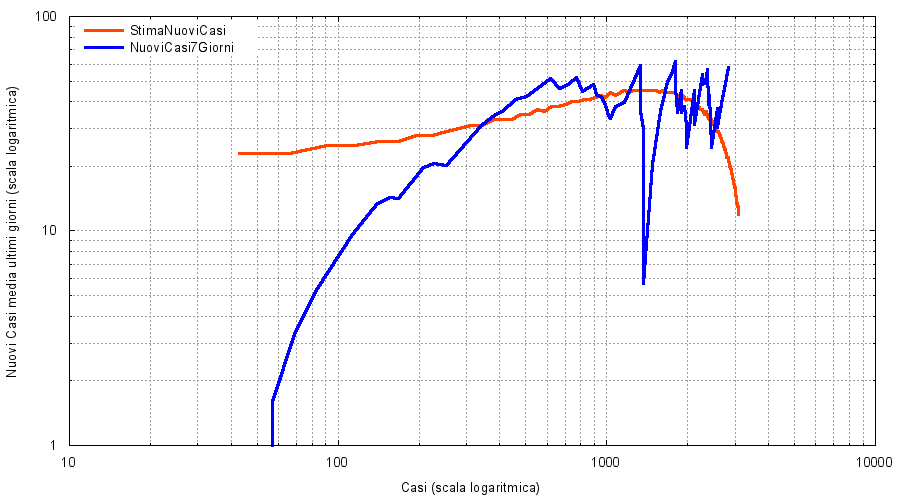 100
StimaNuoviCasi
NuoviCasi7Giorni
Nuovi Casi media ultimi giorni (scala logaritmica)
10
1
10
100
1000
10000
Casi (scala logaritmica)